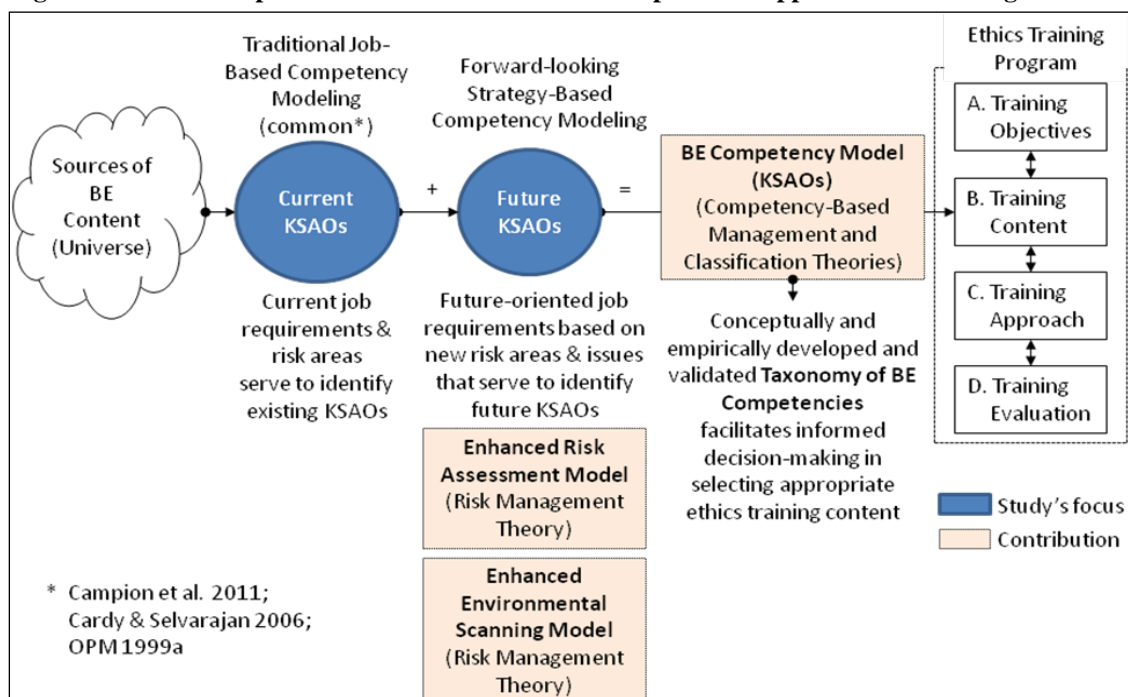 Traditional Job-
Based Competency
Modeling
(common*)
Forward-looking
Strategy-Based
Competency Modeling
Ethics Training
Program
Sources of
BE
Content
(Universe)
Current
KSAOs
+
Future
KSAOs
=
BE Competency Model
(KSAOs)
(Competency-Based
Management and
Classification Theories)
A. Training
Objectives
B. Training
Content
C. Training
Approach
D. Training
Evaluation
Current job
requirements &
risk areas
serve to identify
existing KSAOs
Future-oriented job
requirements based on
new risk areas & issues
that serve to identify
future KSAOs
Conceptually and
empirically developed and
validated Taxonomy of BE
Competencies
facilitates informed
decision-making in
selecting appropriate
ethics training content
Enhanced Risk
Assessment Model
(Risk Management
Theory)
Enhanced
Environmental
Scanning Model
(Risk Management
Theory)
Study's focus
Contribution
* Campion et al. 2011;
Cardy & Selvarajan 2006;
OPM 1999a